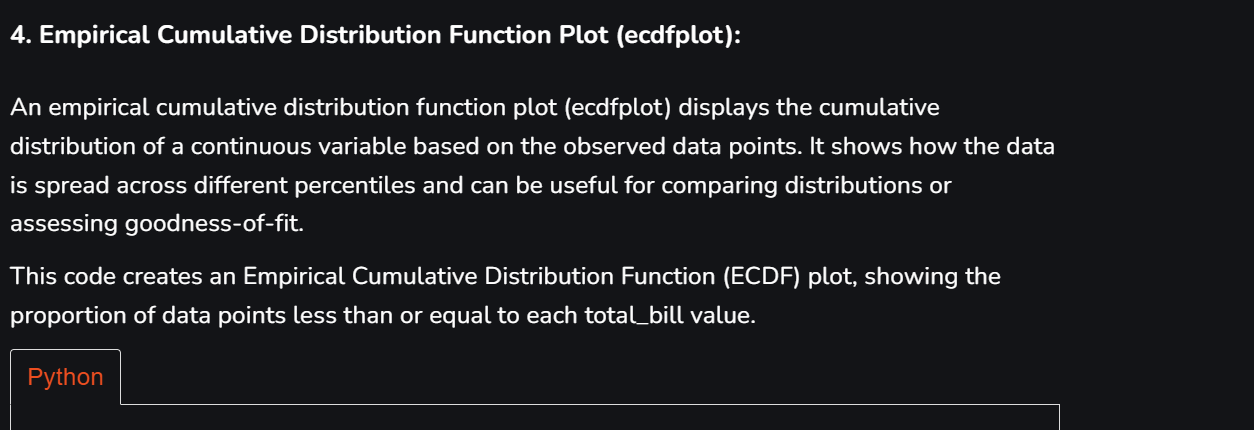 4. Empirical Cumulative Distribution Function Plot (ecdfplot):
An empirical cumulative distribution function plot (ecdfplot) displays the cumulative
distribution of a continuous variable based on the observed data points. It shows how the data
is spread across different percentiles and can be useful for comparing distributions or
assessing goodness-of-fit.
This code creates an Empirical Cumulative Distribution Function (ECDF) plot, showing the
proportion of data points less than or equal to each total_bill value.
Python